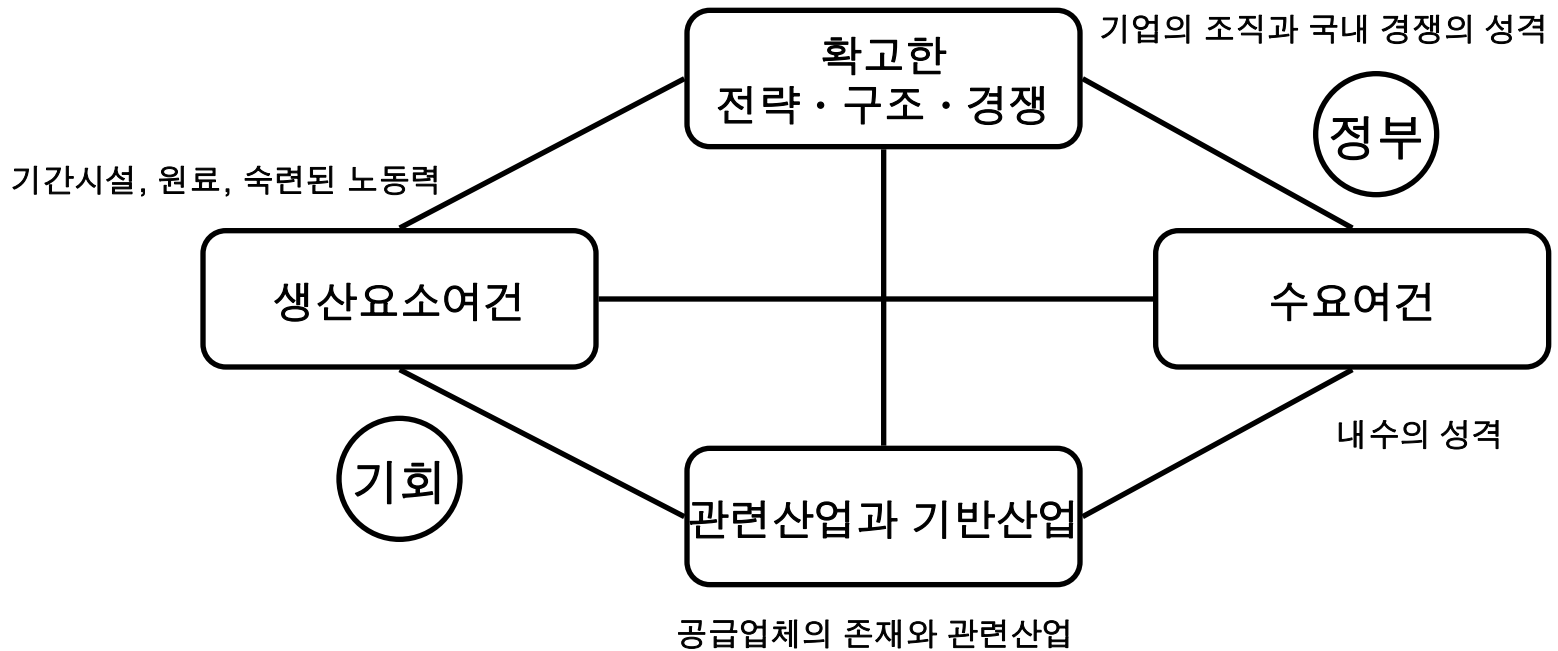 기업의 조직과 국내 경쟁의 성격
확고한
전략 · 구조 · 경쟁
정부
기간시설, 원료, 숙련된 노동력
생산요소여건
수요여건
내수의 성격
기회
관련산업과 기반산업
공급업체의 존재와 관련산업